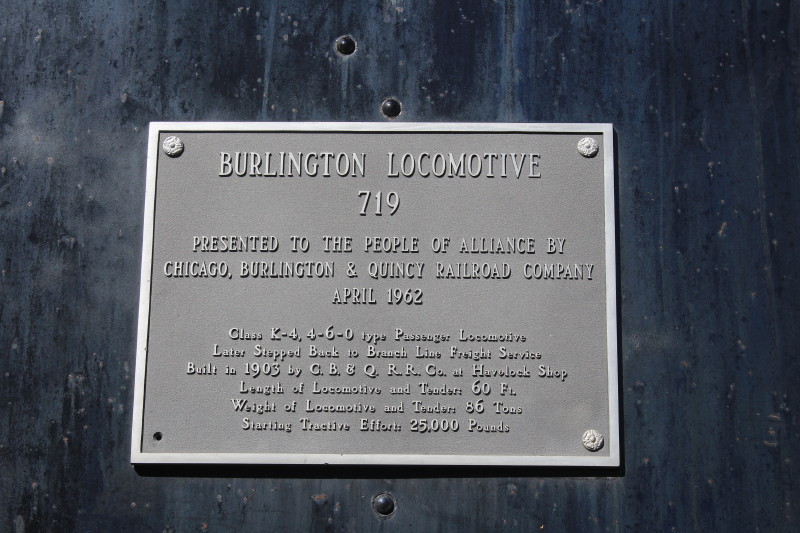 BURLINGTON LOCOMOTIVE
719
PRESENTED TO THE PEOPLE OF ALLIANCE BY
CHICAGO, BURLINGTON & QUINCY RAILROAD COMPANY
APRIL 1962
Class K-4, 4-6-0 type Passenger Locomotive
Later Stepped Back to Branch Line Freight Service
Built in 1903 by C. B. & Q. R. R. Co. at Havelock Shop
Length of Locomotive and Tender: 60 Ft.
Weight of Locomotive and Tender: 86 Tons
Starting Tractive Effort: 25,000 Pounds